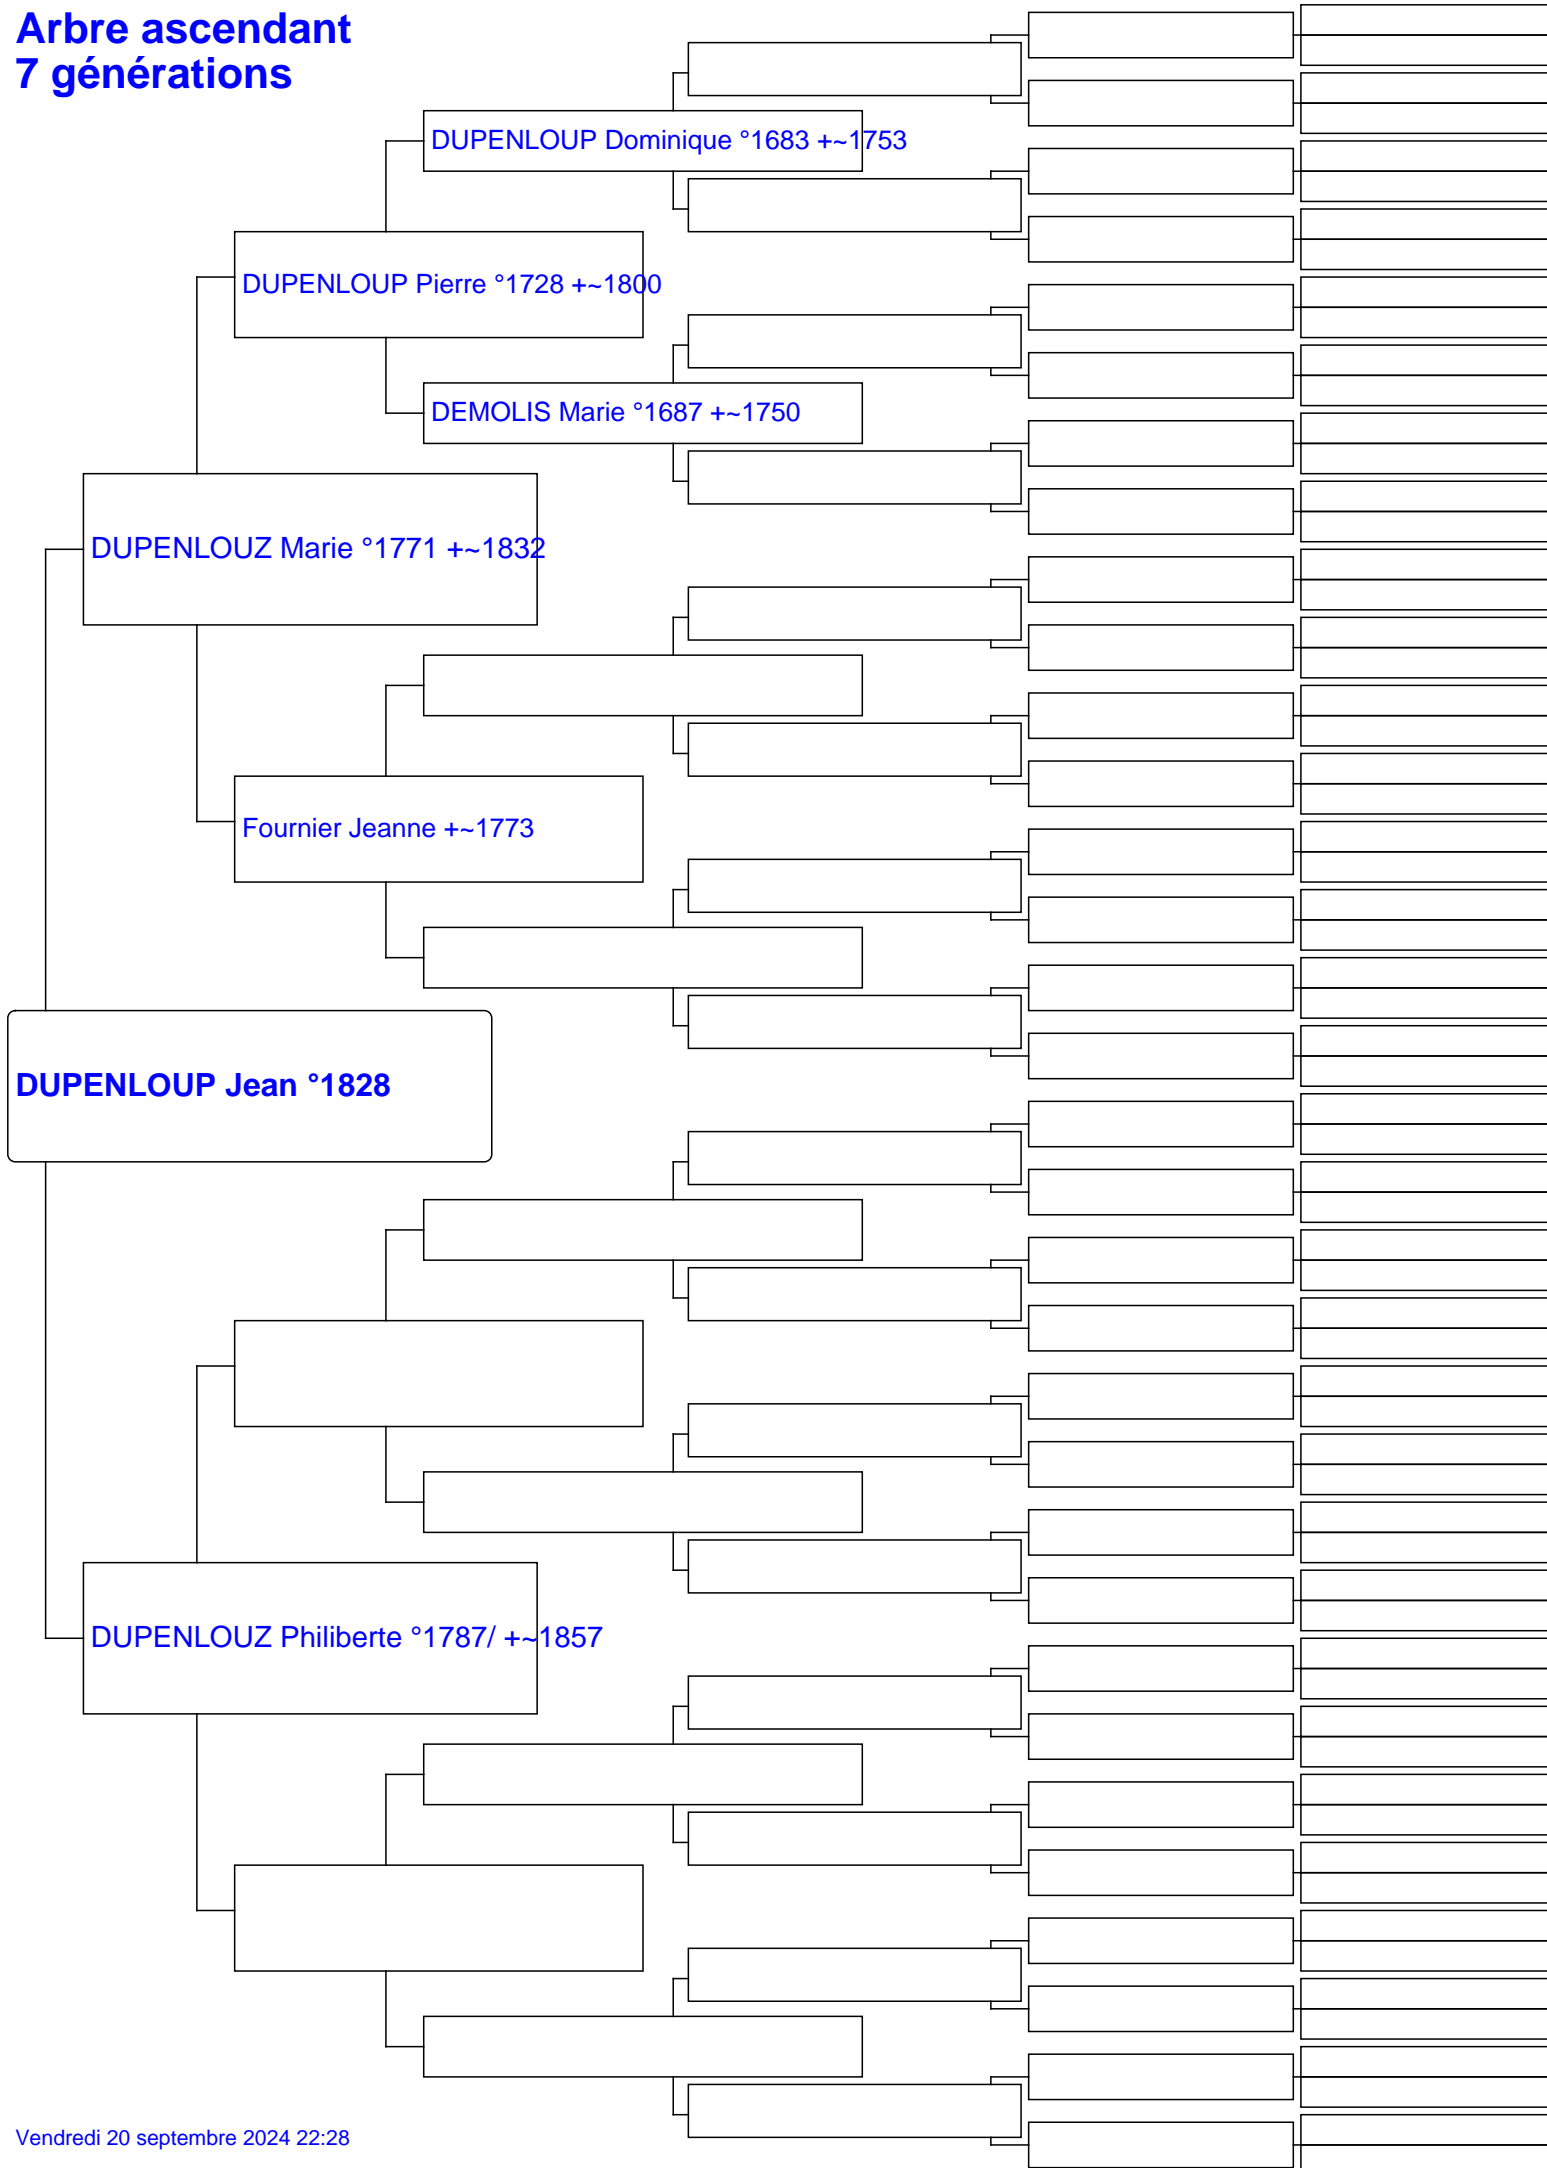 Arbre ascendant
7 générations
DUPENLOUP Dominique °1683 +~1753
DUPENLOUP Pierre °1728 +~1800
DEMOLIS Marie °1687 +~1750
DUPENLOUZ Marie °1771 +~1832
Fournier Jeanne +~1773
DUPENLOUP Jean °1828
DUPENLOUZ Philiberte °1787/ +~1857
Vendredi 20 septembre 2024 22:28